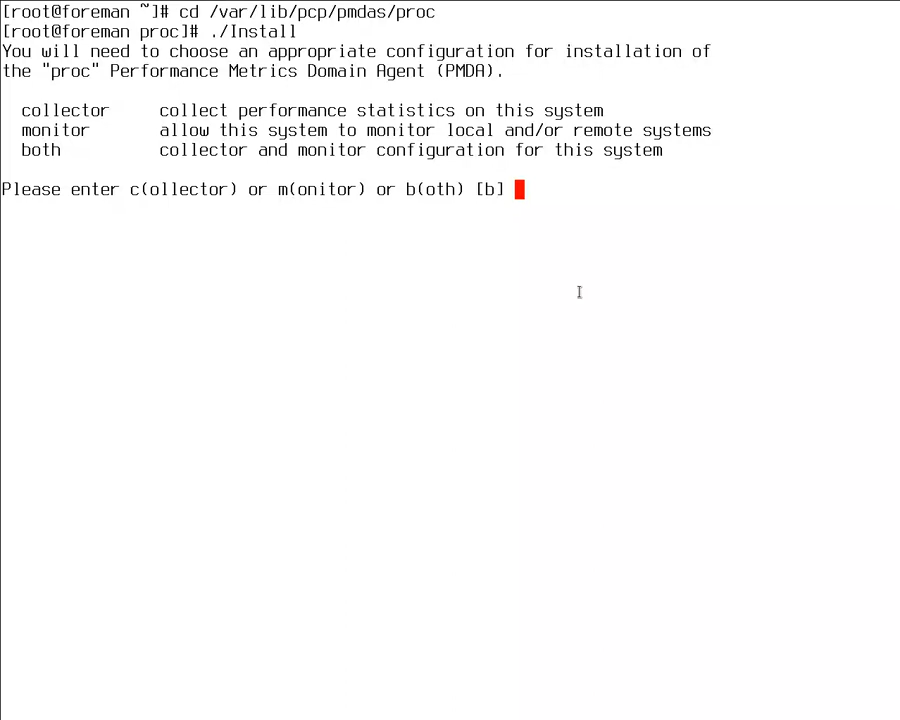 [root@foreman ~]# cd /var/lib/pcp/pmdas/proc
[root@foreman proc]# ./Install
You will need to choose an appropriate configuration for installation of
the "proc" Performance Metrics Domain Agent (PMDA).
collector     collect performance statistics on this system
monitor       allow this system to monitor local and/or remote systems
both          collector and monitor configuration for this system
Please enter c(ollector) or m(onitor) or b(oth) [b]